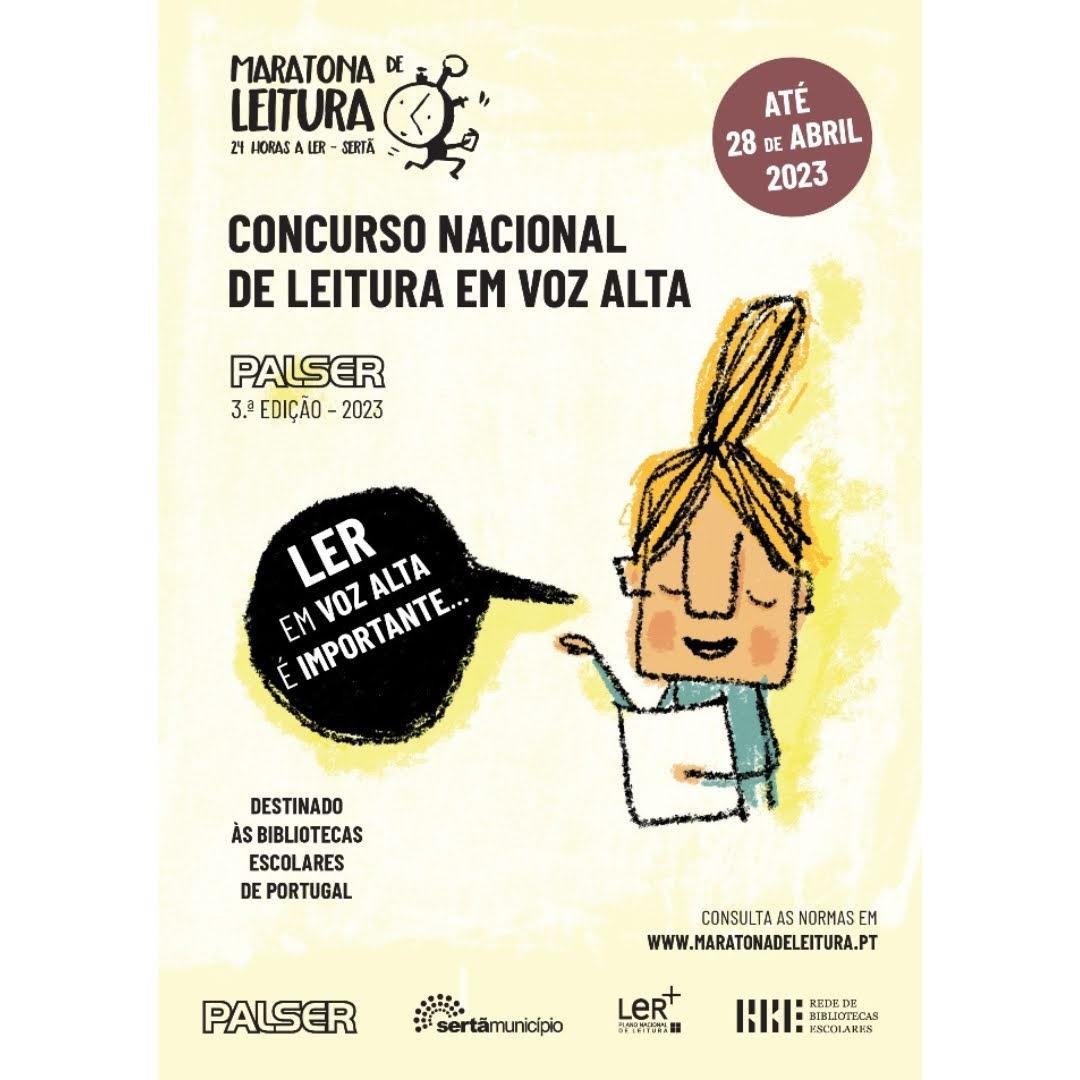 MARATONA DE
LEITURA
24 HORAS A LER - SERTÃ
ATÉ
28 DE ABRIL
2023
CONCURSO NACIONAL
DE LEITURA EM VOZ ALTA
PALSER
3.ª EDIÇÃO – 2023
LER
EM VOZ ALTA
É IMPORTANTE...
DESTINADO
ÀS BIBLIOTECAS
ESCOLARES
DE PORTUGAL
CONSULTA AS NORMAS EM
WWW.MARATONADELEITURA.PT
PALSER
sertãmunicípio
LER+
PLANO NACIONAL
DE LEITURA
REDE DE
BIBLIOTECAS
ESCOLARES